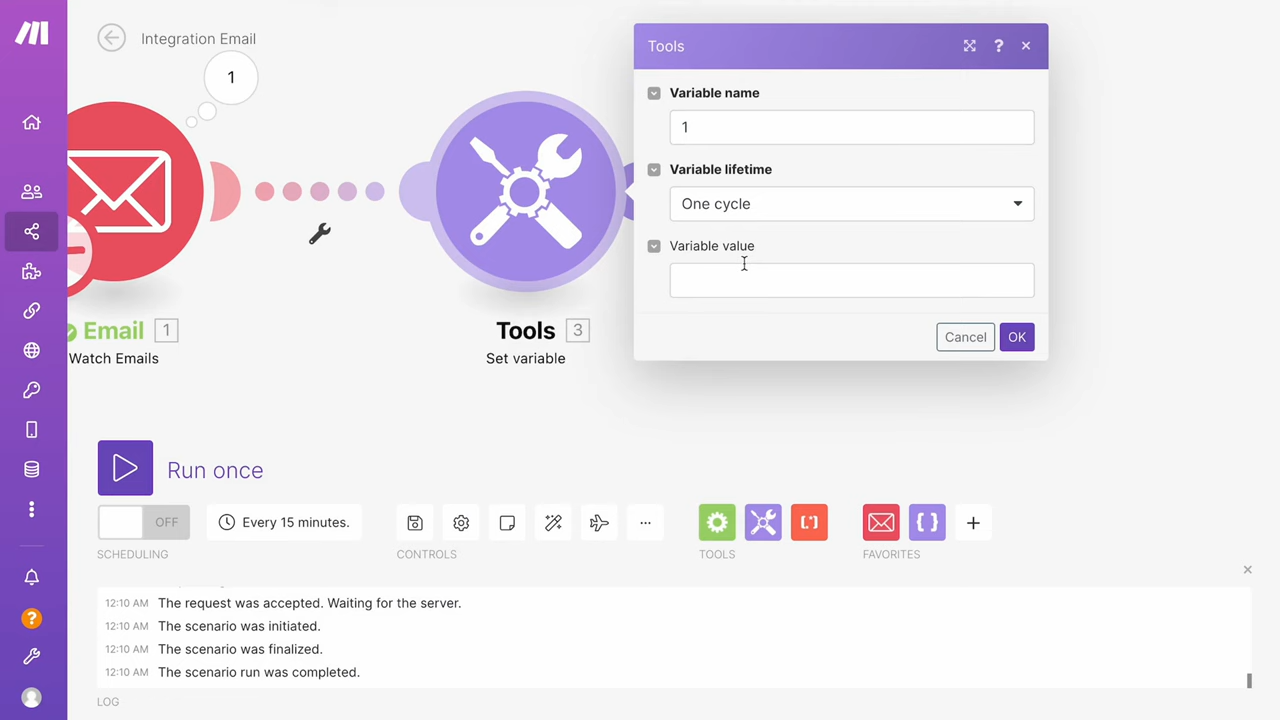 Integration Email
1
Email 1
Watch Emails
Tools 3
Set variable
Tools
?
Variable name
1
Variable lifetime
One cycle
Variable value
Cancel
OK
Run once
OFF
Every 15 minutes.
SCHEDULING
CONTROLS
TOOLS
FAVORITES
12:10 AM The request was accepted. Waiting for the server.
12:10 AM The scenario was initiated.
12:10 AM The scenario was finalized.
12:10 AM The scenario run was completed.
LOG